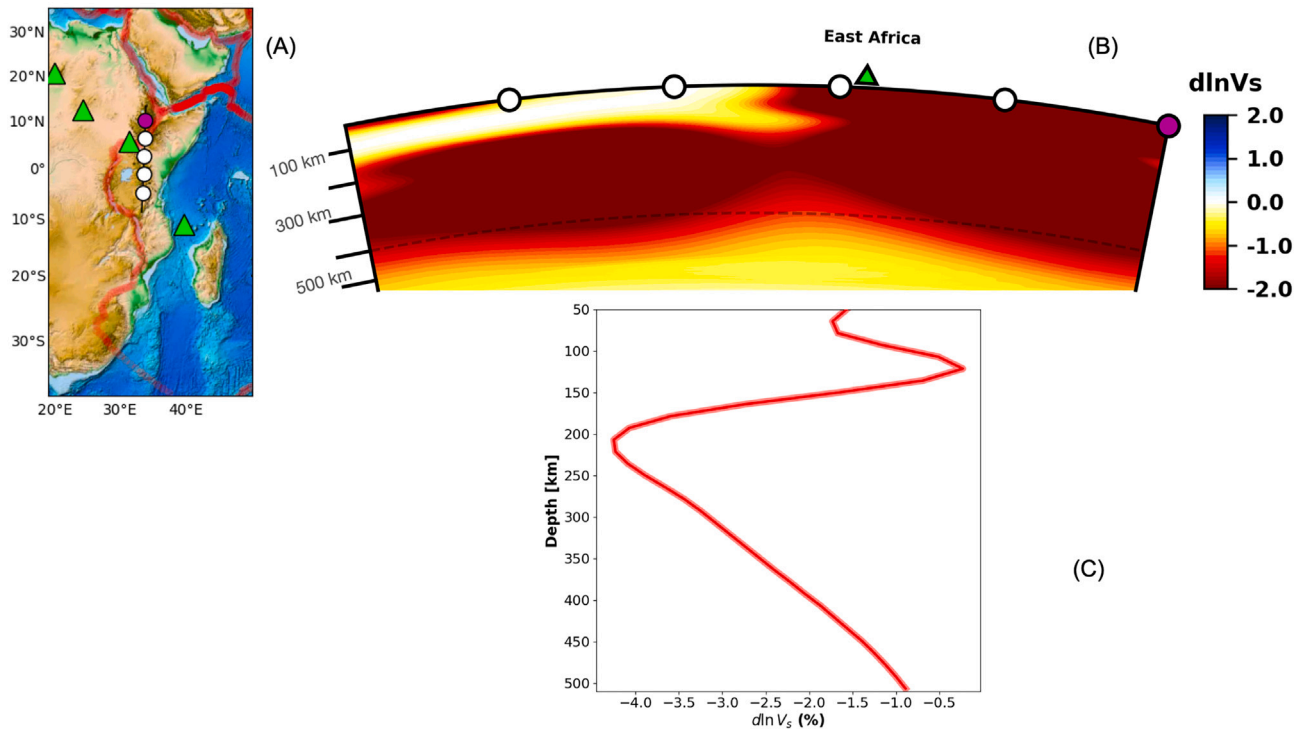 East Africa
(A)
(B)
30°N
20°N
10°N
0°
10°S
20°S
30°S
20°E 30°E 40°E
100 km
300 km
500 km
dlnVs
2.0
1.0
0.0
-1.0
-2.0
50
100
150
200
250
300
350
400
450
500
Depth [km]
−4.0 −3.5 −3.0 −2.5 −2.0 −1.5 −1.0 −0.5
dln Vs (%)
(C)